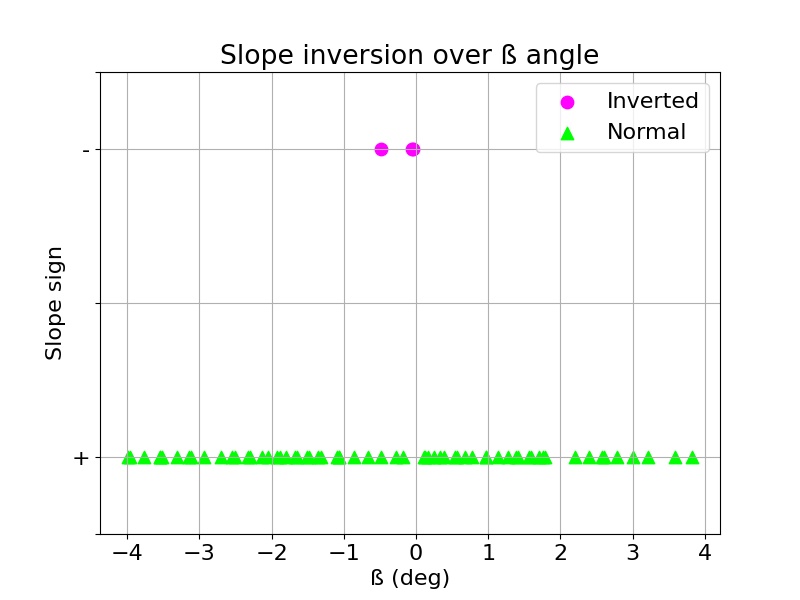 Slope inversion over ß angle
Inverted
Normal
-
+
Slope sign
−4 −3 −2 −1 0 1 2 3 4
ß (deg)